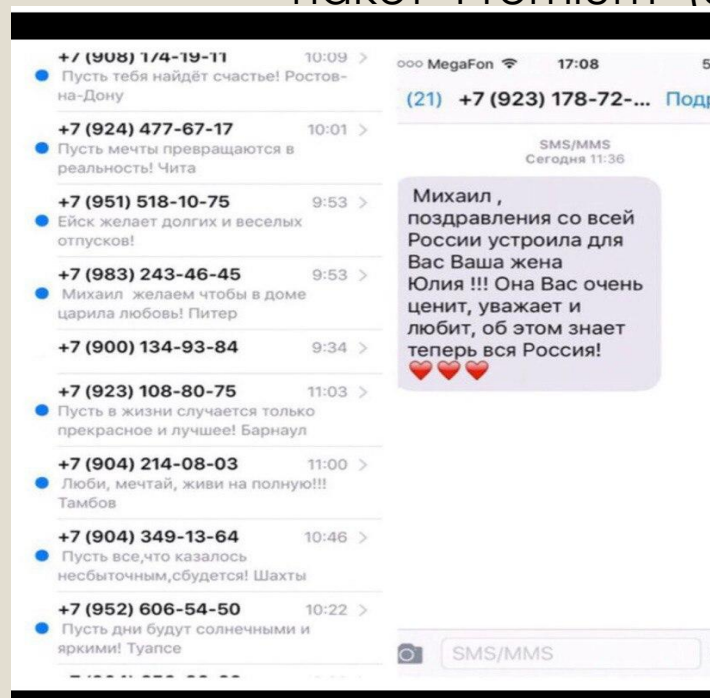 пакет Premium
+7 (908) 174-19-11 10:09
Пусть тебя найдёт счастье! Ростов-
на-Дону
+7 (924) 477-67-17 10:01
Пусть мечты превращаются в
реальность! Чита
+7 (951) 518-10-75 9:53
Ейск желает долгих и веселых
отпусков!
+7 (983) 243-46-45 9:53
Михаил желаем чтобы в доме
царила любовь! Питер
+7 (900) 134-93-84 9:34
+7 (923) 108-80-75 11:03
Пусть в жизни случается только
прекрасное и лучшее! Барнаул
+7 (904) 214-08-03 11:00
Люби, мечтай, живи на полную!!!
Тамбов
+7 (904) 349-13-64 10:46
Пусть все,что казалось
несбыточным,сбудется! Шахты
+7 (952) 606-54-50 10:22
Пусть дни будут солнечными и
яркими! Туапсе
ооо MegaFon 17:08 5
(21) +7 (923) 178-72-... Подр
SMS/MMS
Сегодня 11:36
Михаил ,
поздравления со всей
России устроила для
Вас Ваша жена
Юлия !!! Она Вас очень
ценит, уважает и
любит, об этом знает
теперь вся Россия!
❤️❤️❤️
SMS/MMS